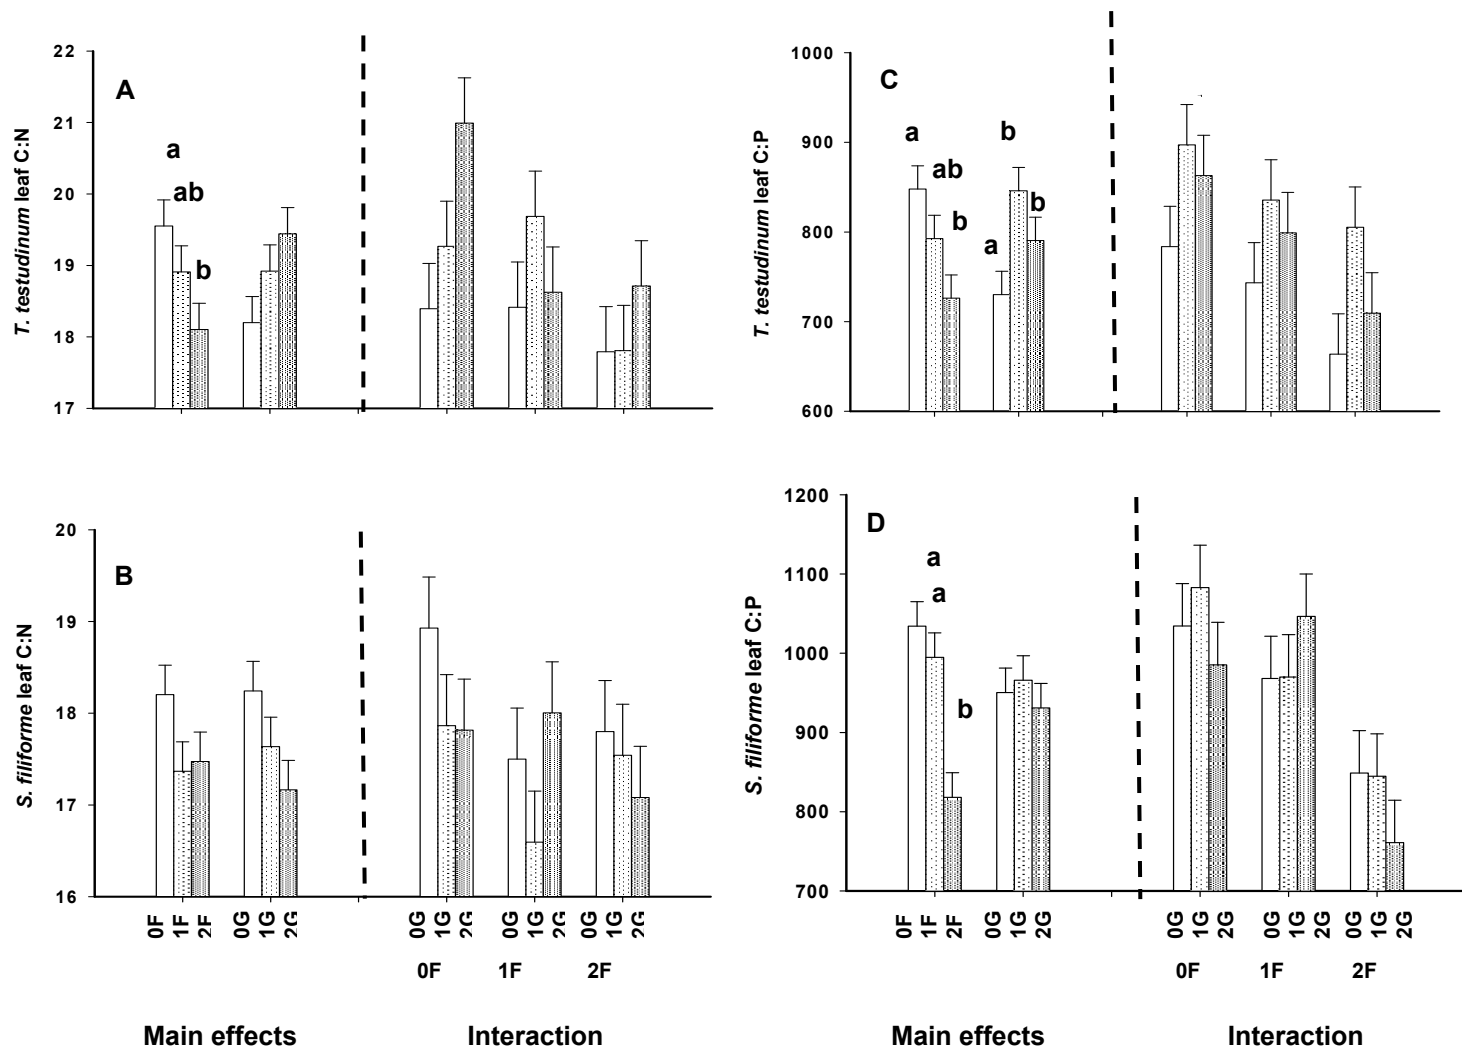 22
21
20
19
18
17
T. testudinum leaf C:N
A
a
ab
b
1000
900
800
700
600
T. testudinum leaf C:P
C
a
ab
b
a
b
b
20
19
18
17
16
S. filiforme leaf C:N
B
0F
1F
2F
0G
1G
2G
0G
1G
2G
0G
1G
2G
0G
1G
2G
0F 1F 2F
Main effects Interaction
1200
1100
1000
900
800
700
S. filiforme leaf C:P
D
a
a
b
0F
1F
2F
0G
1G
2G
0G
1G
2G
0G
1G
2G
0G
1G
2G
0F 1F 2F
Main effects Interaction